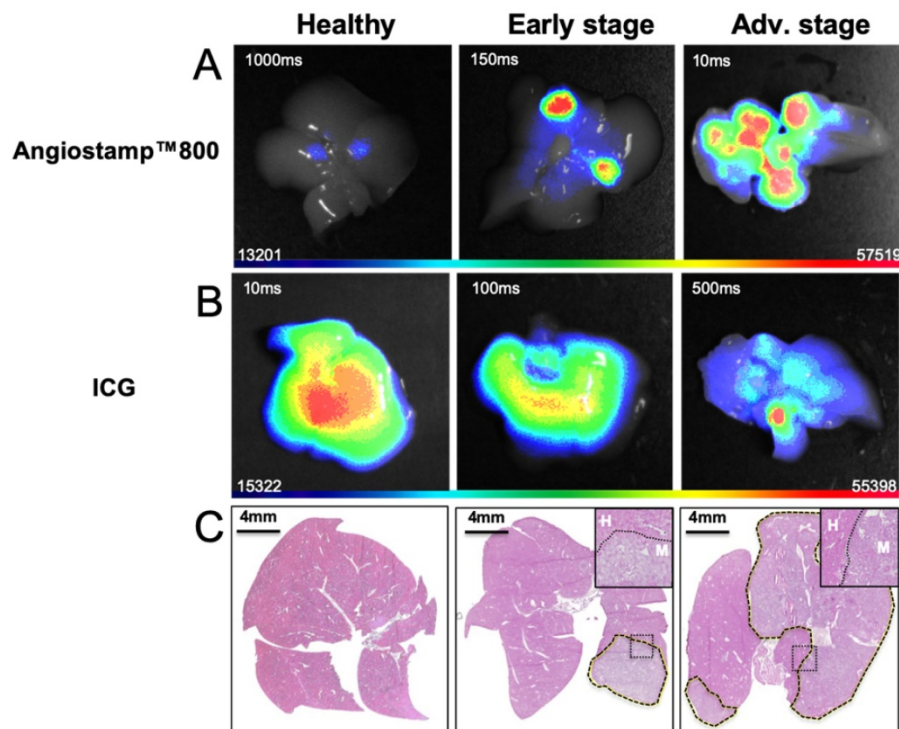 Healthy Early stage Adv. stage
A
1000ms 150ms 10ms
Angiostamp™800
13201 57519
B
10ms 100ms 500ms
ICG
15322 55398
C
4mm 4mm 4mm
H H
M M